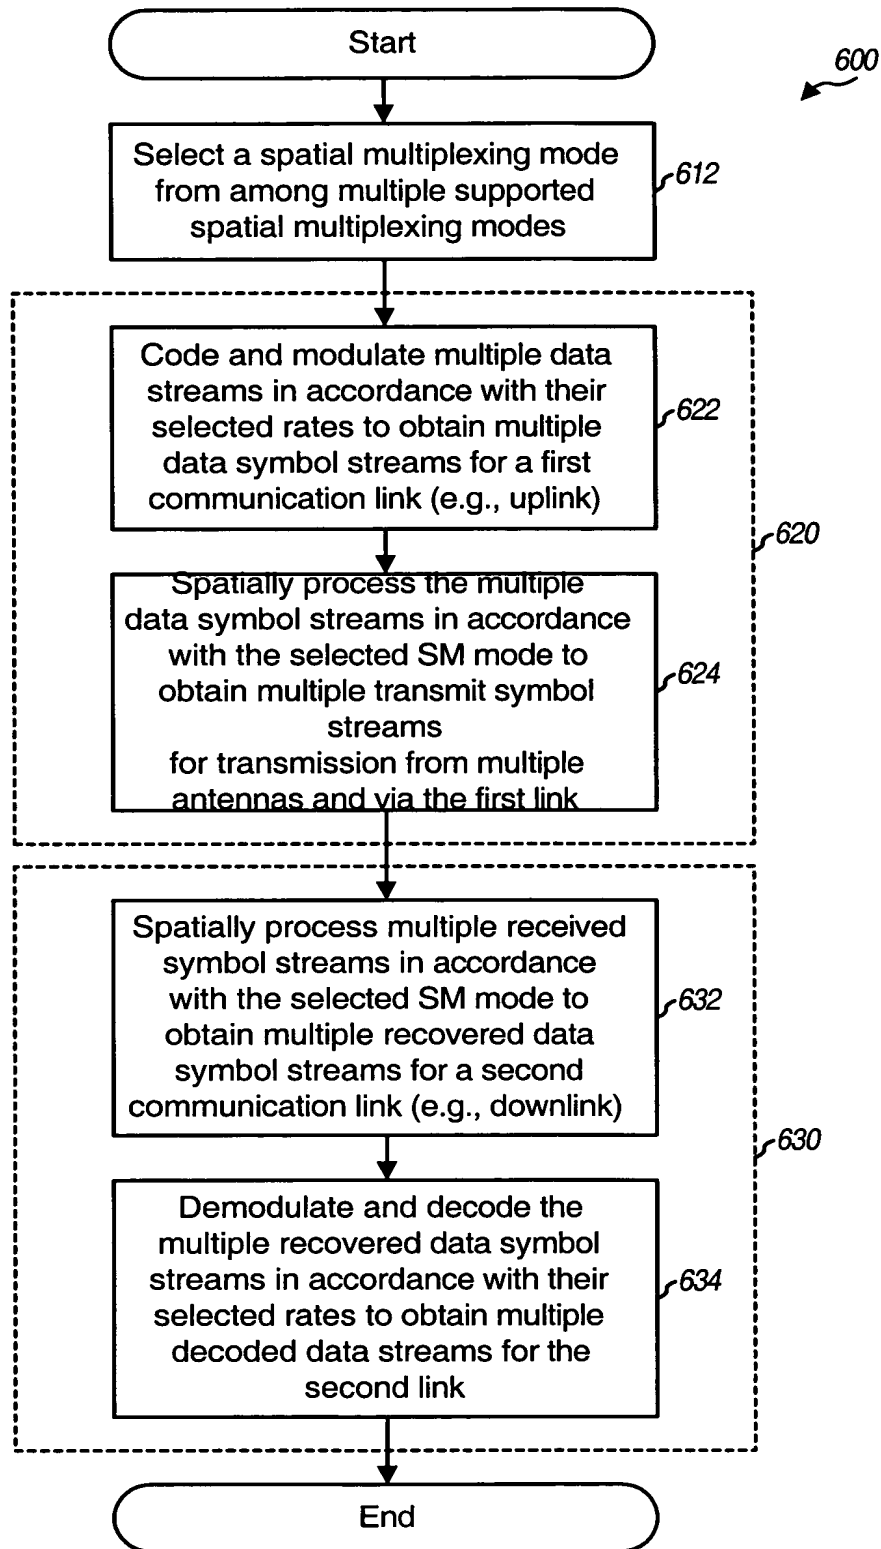 Start
600
Select a spatial multiplexing mode
from among multiple supported
spatial multiplexing modes
612
Code and modulate multiple data
streams in accordance with their
selected rates to obtain multiple
data symbol streams for a first
communication link (e.g., uplink)
622
620
Spatially process the multiple
data symbol streams in accordance
with the selected SM mode to
obtain multiple transmit symbol
streams
for transmission from multiple
antennas and via the first link
624
Spatially process multiple received
symbol streams in accordance
with the selected SM mode to
obtain multiple recovered data
symbol streams for a second
communication link (e.g., downlink)
632
630
Demodulate and decode the
multiple recovered data symbol
streams in accordance with their
selected rates to obtain multiple
decoded data streams for the
second link
634
End